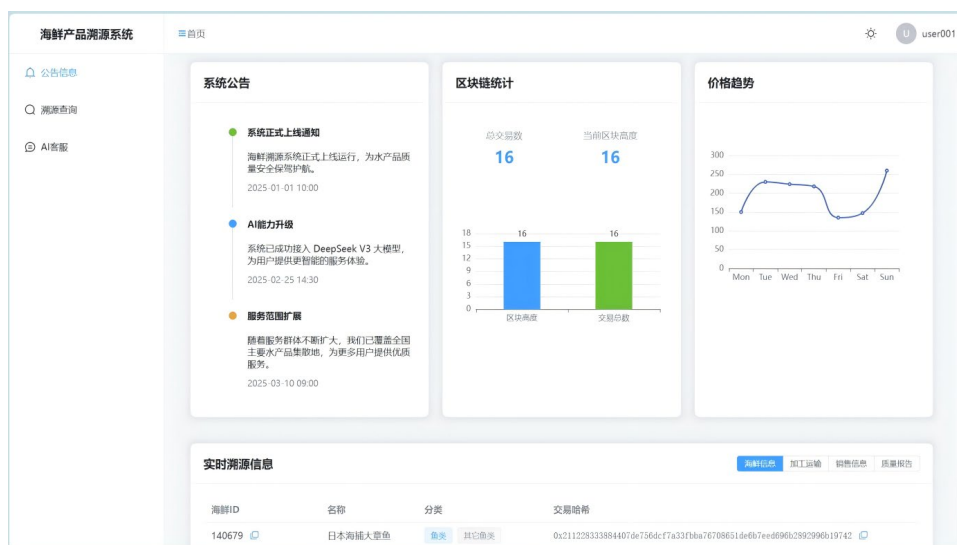 海鲜产品溯源系统
首页
U
user001
公告信息
溯源查询
AI客服
系统公告
系统正式上线通知
海鲜溯源系统正式上线运行，为水产品质
量安全保驾护航。
2025-01-01 10:00
AI能力升级
系统已成功接入 DeepSeek V3 大模型，
为用户提供更智能的服务体验。
2025-02-25 14:30
服务范围扩展
随着服务群体不断扩大，我们已覆盖全国
主要水产品集散地，为更多用户提供优质
服务。
2025-03-10 09:00
区块链统计
总交易数
当前区块高度
16
16
18
15
12
9
6
3
0
16
16
区块高度
交易总数
价格趋势
300
250
200
150
100
50
0
Mon Tue Wed Thu Fri Sat Sun
实时溯源信息
海鲜信息 加工运输 销售信息 质量报告
海鲜ID 名称 分类 交易哈希
140679 日本海捕大章鱼 鱼类 其它鱼类 0x211228333884407de756dcf7a33fbba76708651de6b7eed696b2892996b19742